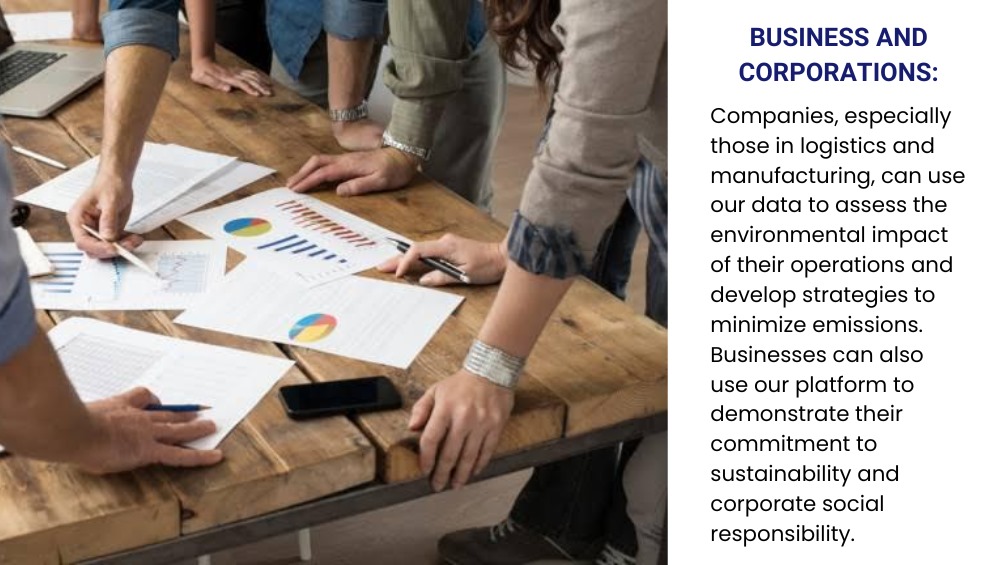 BUSINESS AND
CORPORATIONS:
Companies, especially
those in logistics and
manufacturing, can use
our data to assess the
environmental impact
of their operations and
develop strategies to
minimize emissions.
Businesses can also
use our platform to
demonstrate their
commitment to
sustainability and
corporate social
responsibility.